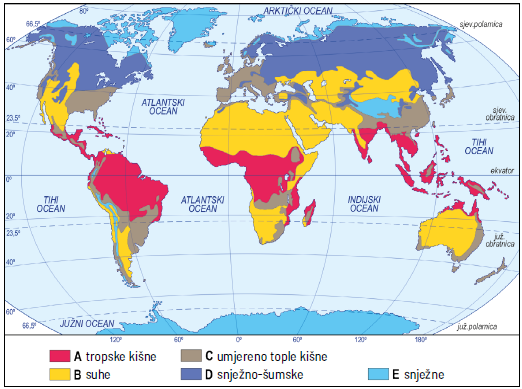 ARKTIČKI OCEAN
80°
66,5°
sjev.polarnica
60°
40°
ATLANTSKI
OCEAN
23,5°
20°
sjev.
obratnica
TIHI
OCEAN
0°
ekvator
TIHI
OCEAN
ATLANTSKI
OCEAN
INDIJSKI
OCEAN
20°
23,5°
juž.
obratnica
40°
60°
66,5°
JUŽNI OCEAN
juž.polarnica
120°
60°
0°
60°
120°
180°
A tropske kišne
C umjereno tople kišne
B suhe
D snježno-šumske
E snježne